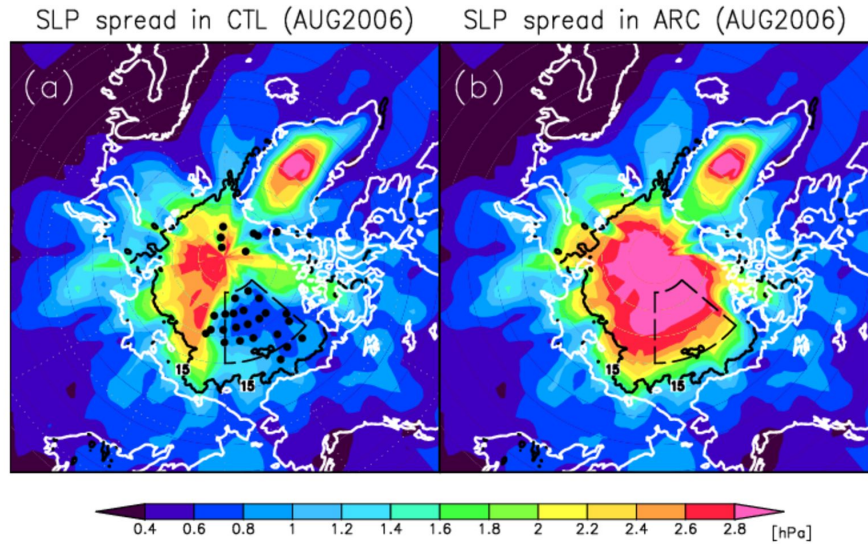 SLP spread in CTL (AUG2006)
SLP spread in ARC (AUG2006)
(a)
(b)
15
15
15
15
0.4 0.6 0.8 1 1.2 1.4 1.6 1.8 2 2.2 2.4 2.6 2.8 [hPa]